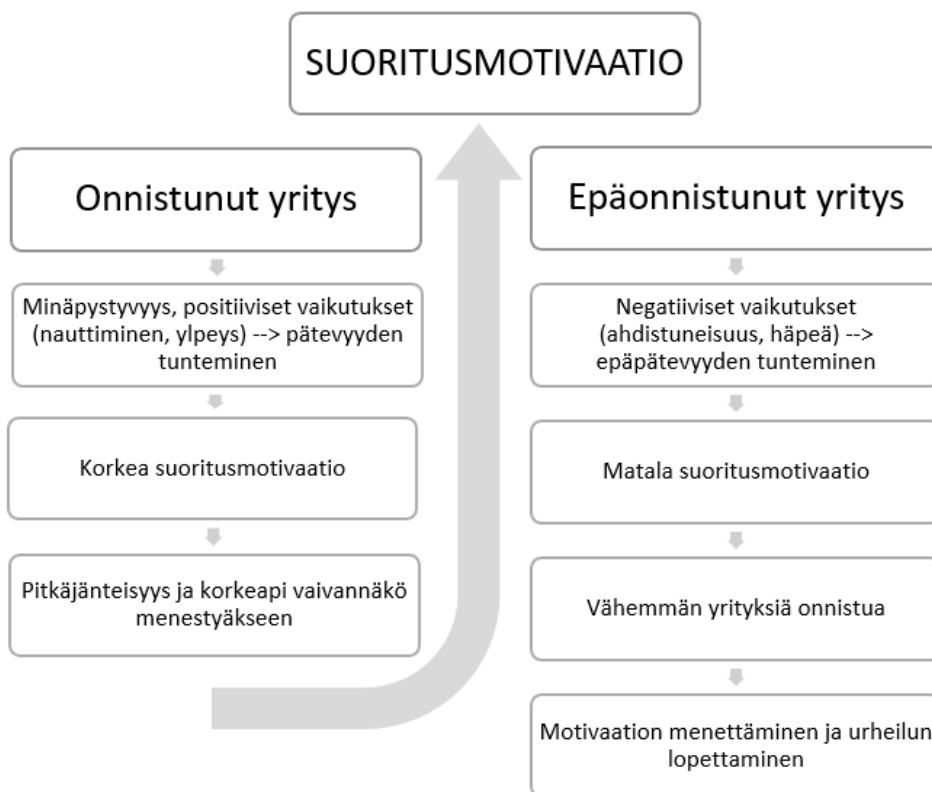 SUORITUSMOTIVAATIO
Onnistunut yritys
Minäpystyvyys, positiiviset vaikutukset
(nauttiminen, ylpeys) --> pätevyyden
tunteminen
Korkea suoritusmotivaatio
Pitkäjänteisyys ja korkeapi vaivannäkö
menestyäkseen
Epäonnistunut yritys
Negatiiviset vaikutukset
(ahdistuneisuus, häpeä) -->
epäpätevyyden tunteminen
Matala suoritusmotivaatio
Vähemmän yrityksiä onnistua
Motivaation menettäminen ja urheilun
lopettaminen